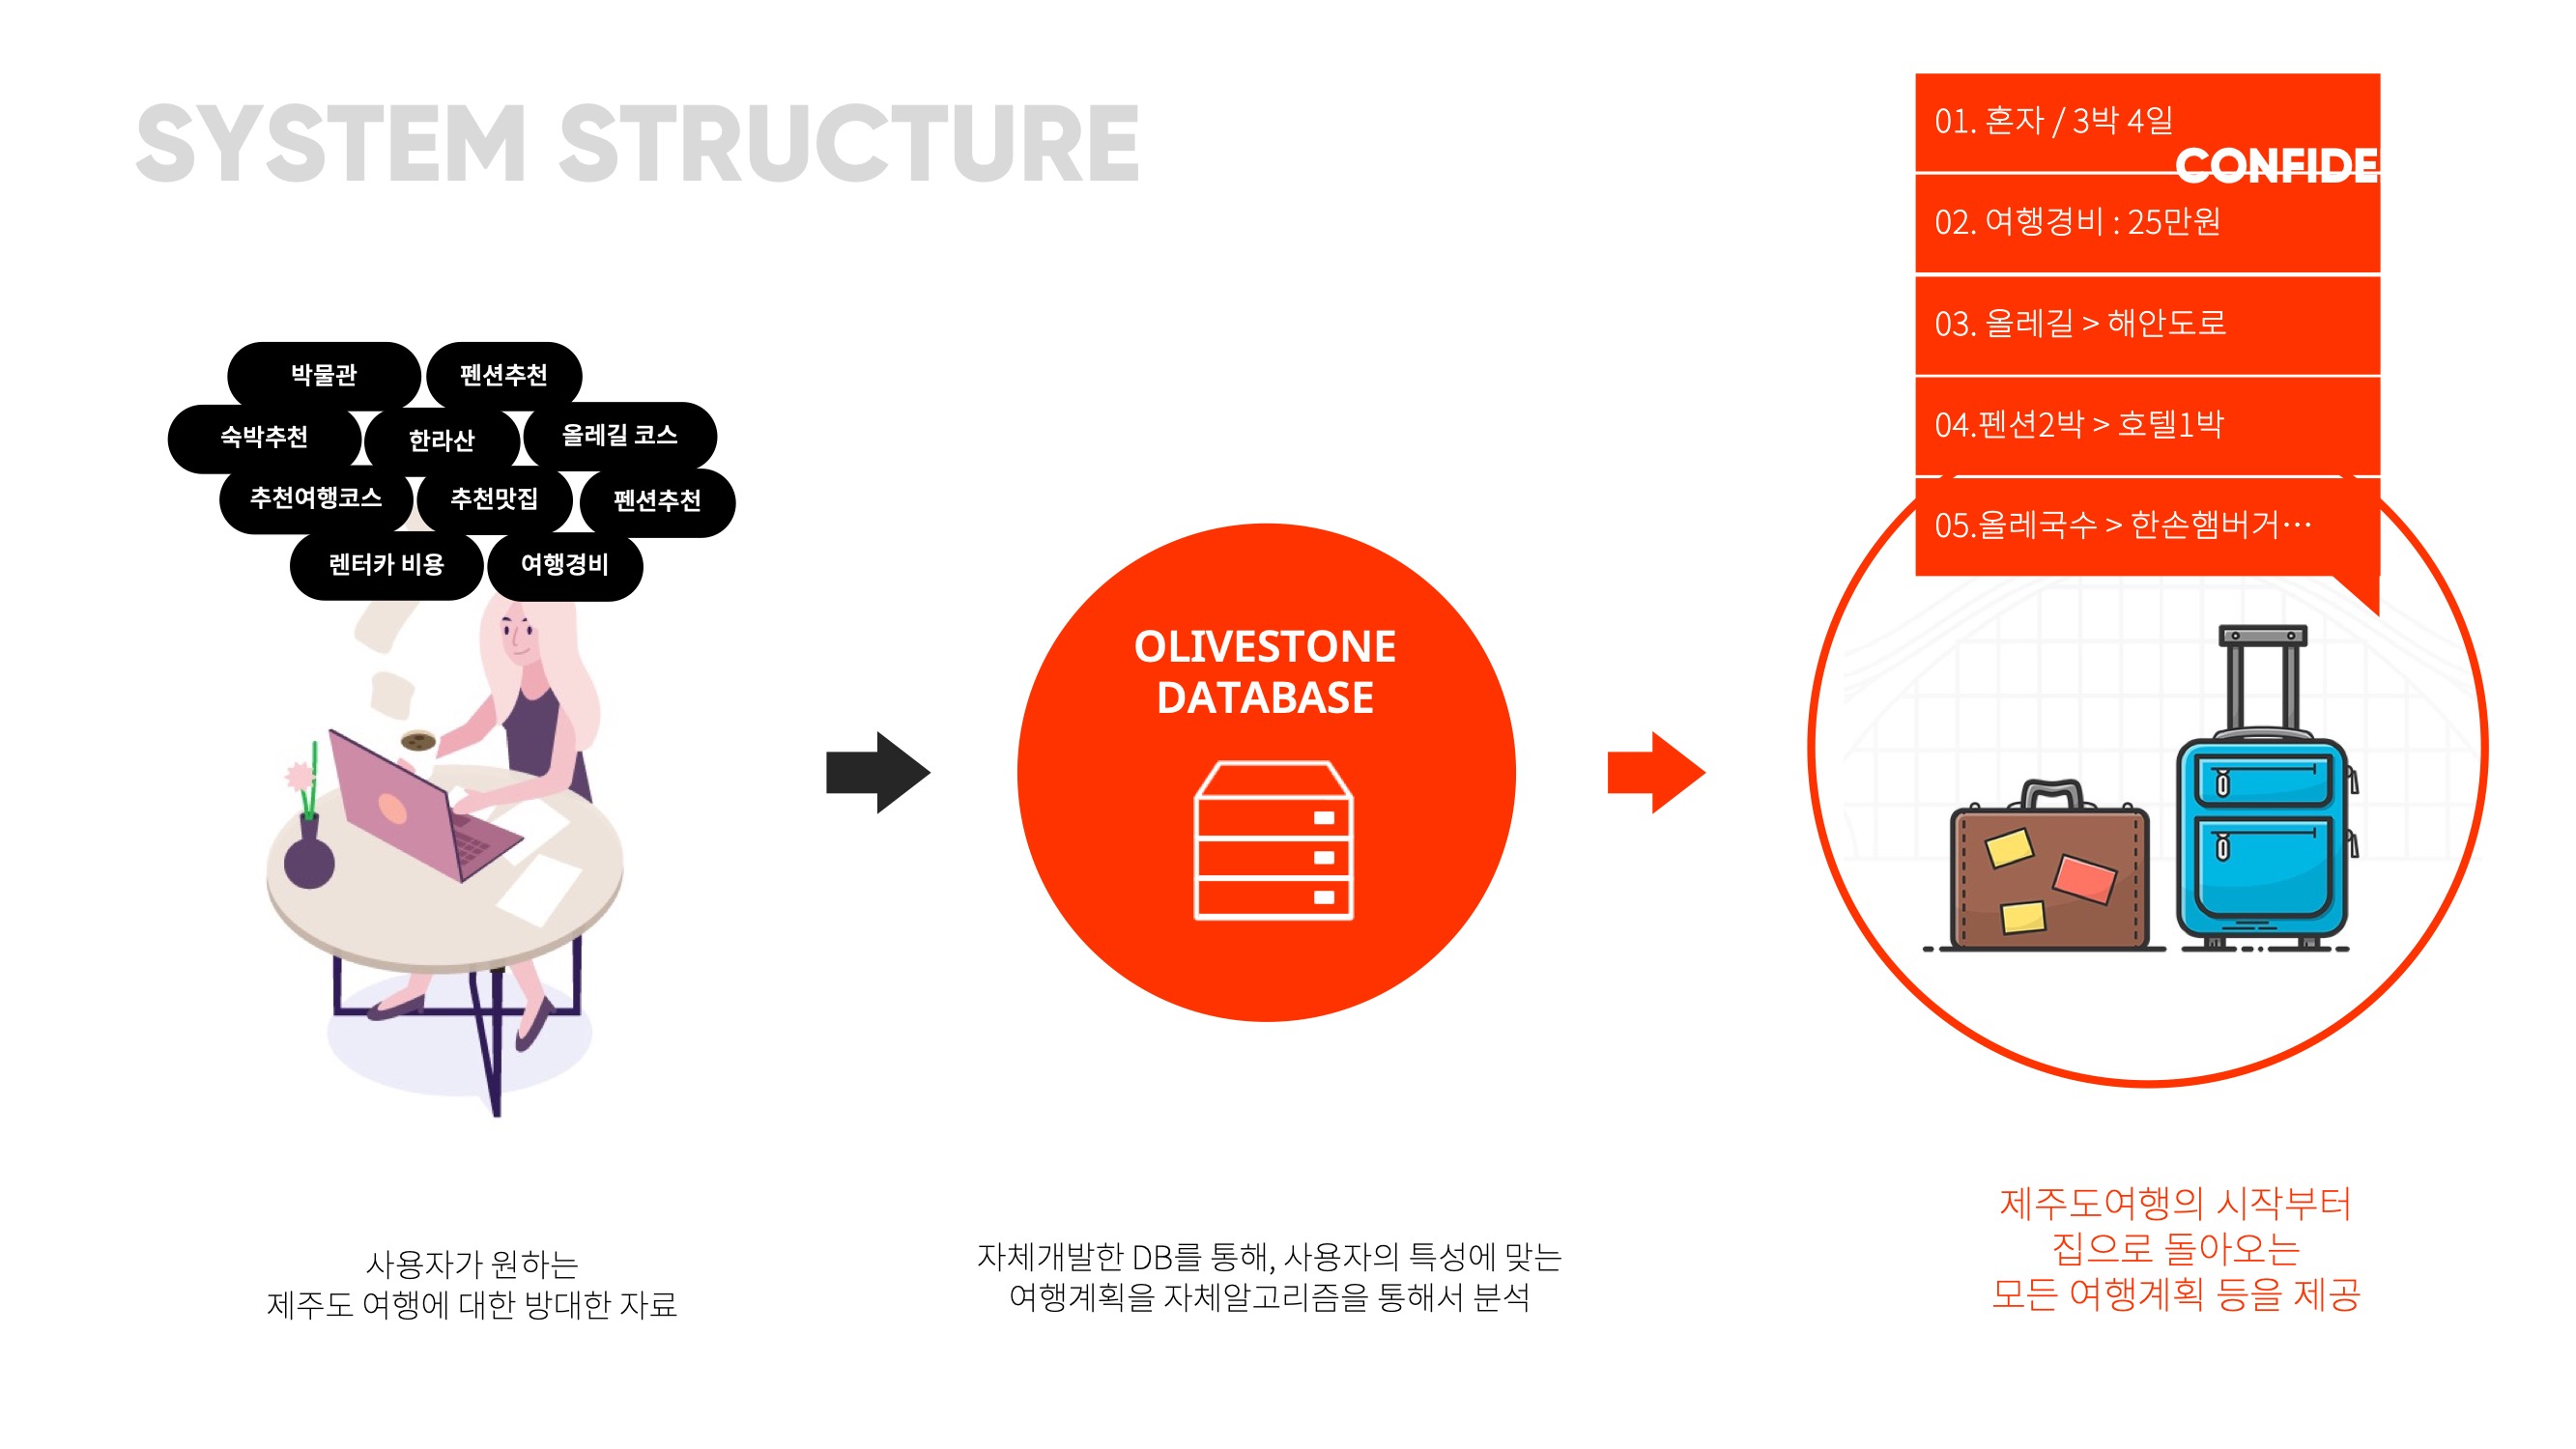 SYSTEM STRUCTURE
CONFIDE
01. 혼자 / 3박 4일
02. 여행경비 : 25만원
03. 올레길 > 해안도로
04.펜션2박 > 호텔1박
05.올레국수 > 한손햄버거…
박물관
펜션추천
숙박추천
한라산
올레길 코스
추천여행코스
추천맛집
펜션추천
렌터카 비용
여행경비
OLIVESTONE
DATABASE
사용자가 원하는
제주도 여행에 대한 방대한 자료
자체개발한 DB를 통해, 사용자의 특성에 맞는
여행계획을 자체알고리즘을 통해서 분석
제주도여행의 시작부터
집으로 돌아오는
모든 여행계획 등을 제공